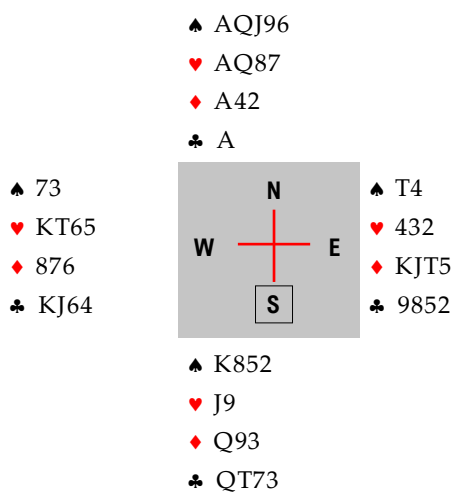 ♠ AQJ96
♥ AQ87
♦ A42
♣ A
♠ 73
♥ KT65
♦ 876
♣ KJ64
N
W E
S
♠ T4
♥ 432
♦ KJT5
♣ 9852
♠ K852
♥ J9
♦ Q93
♣ QT73